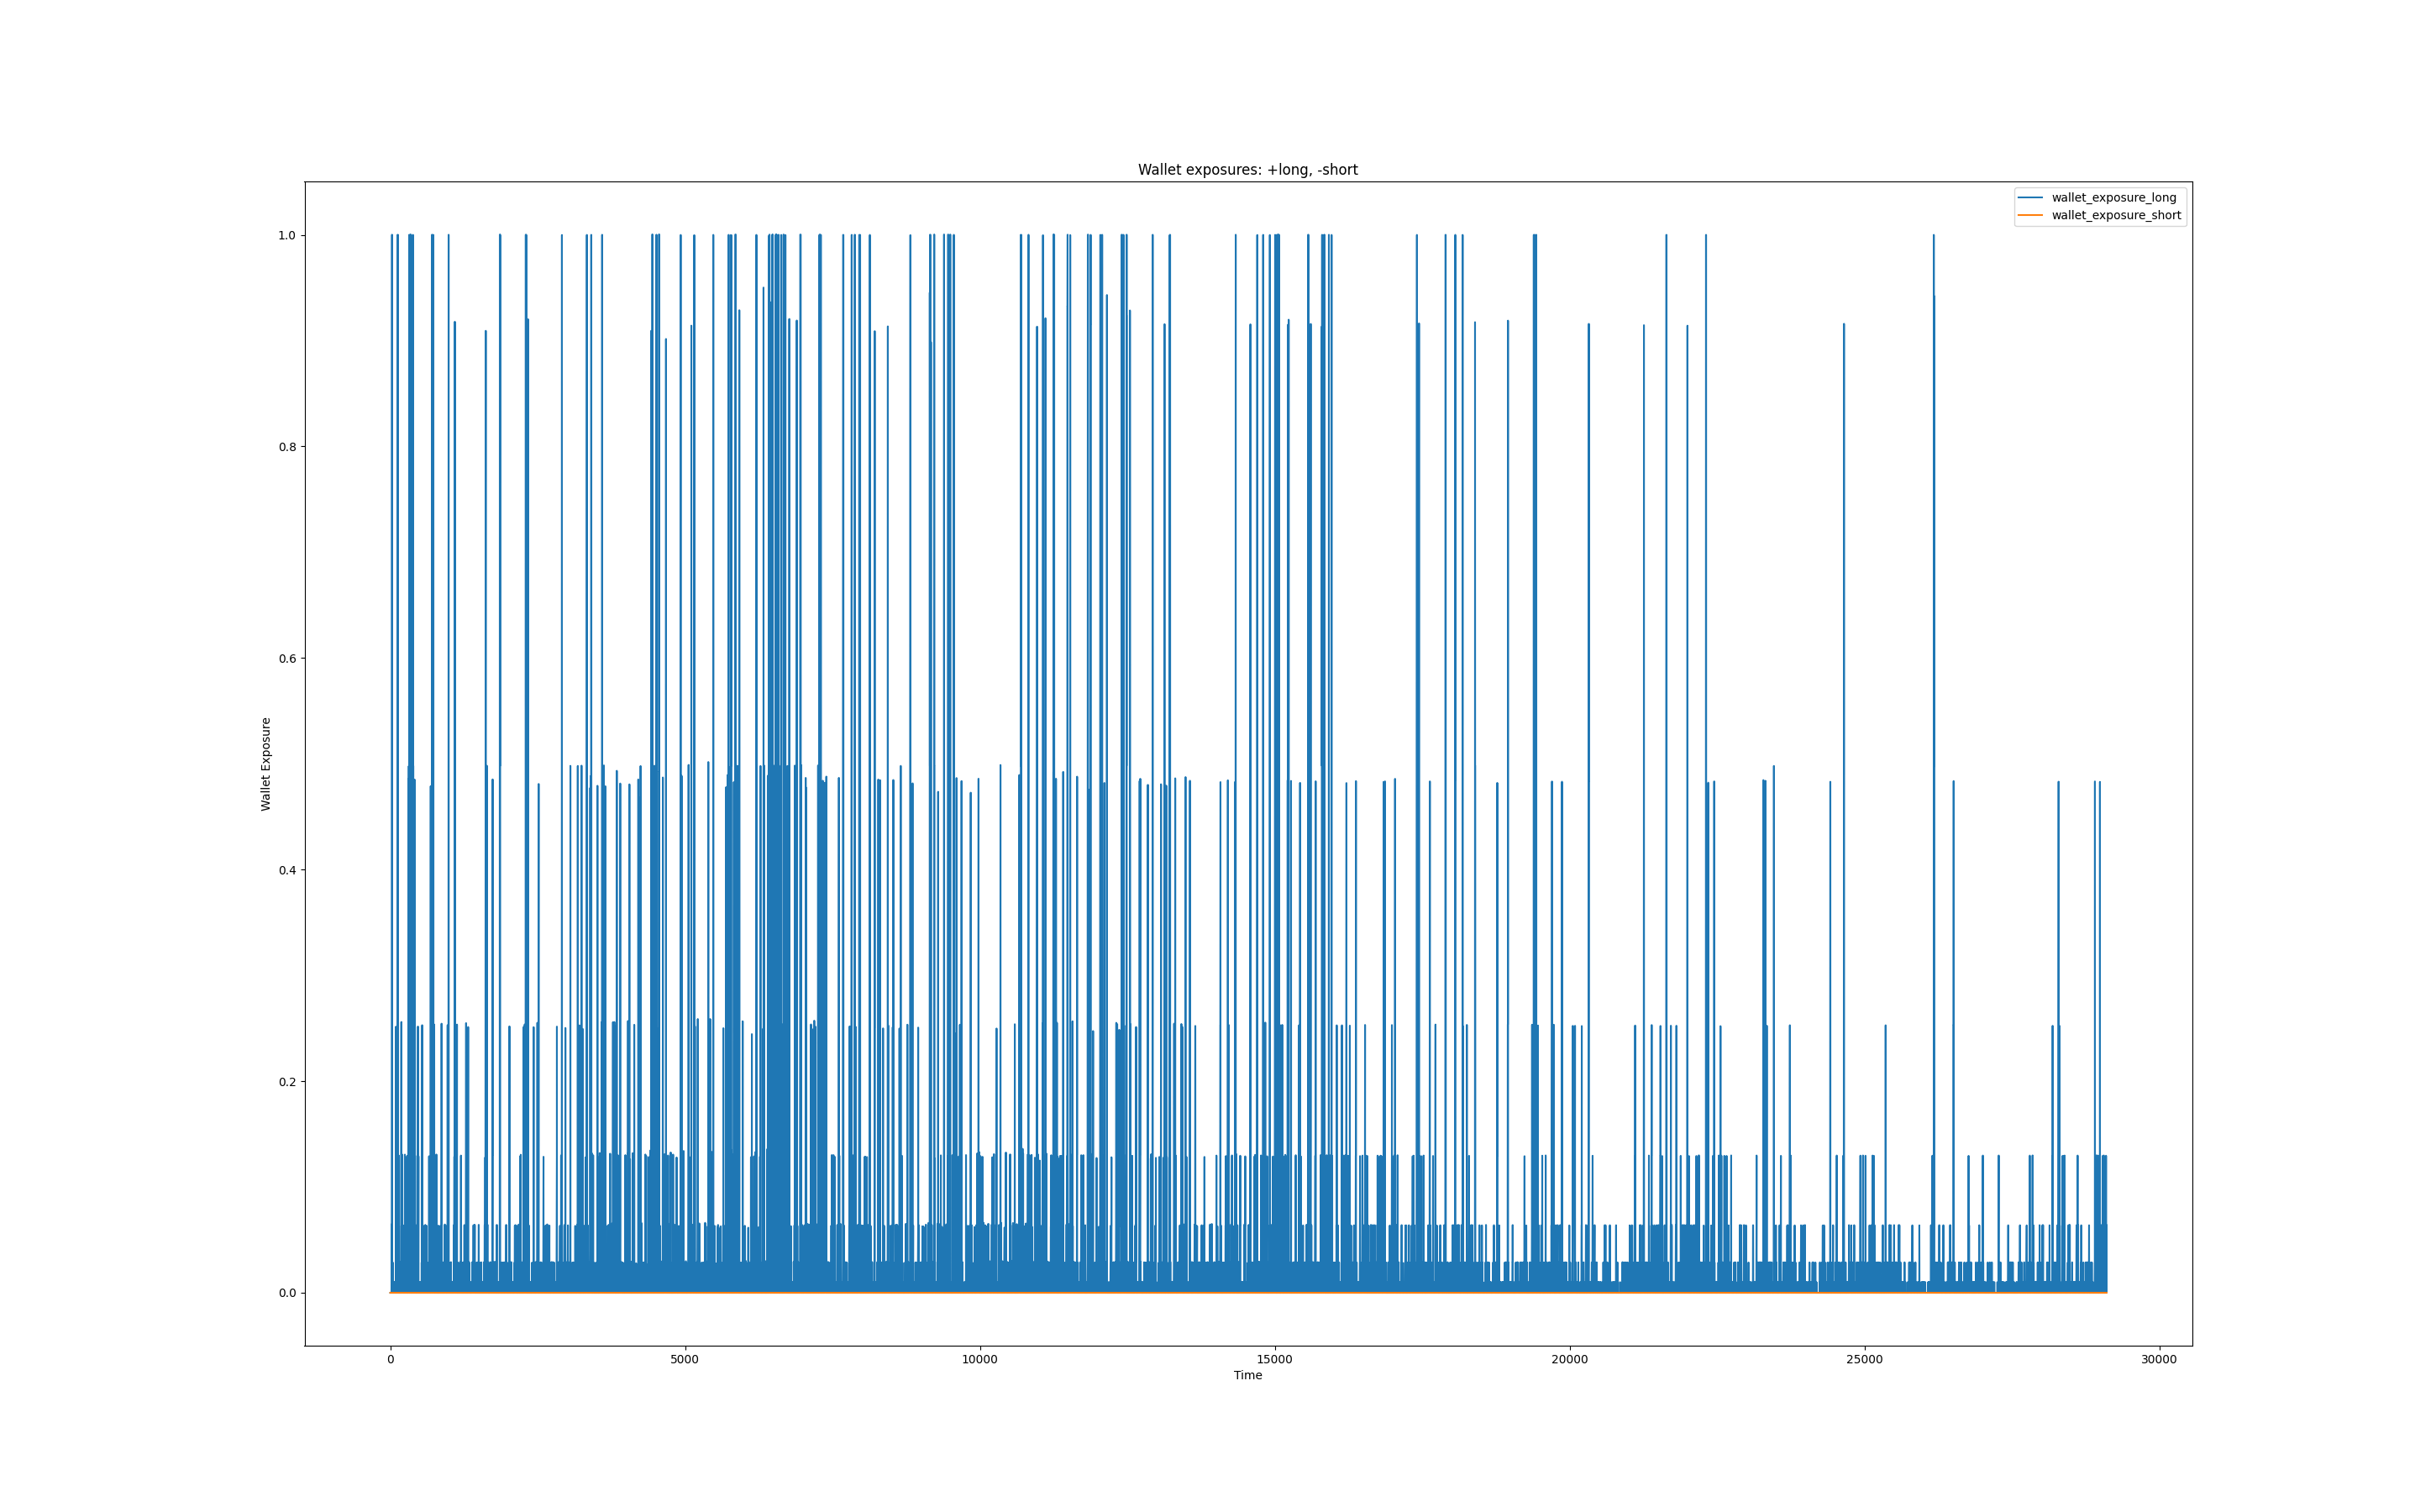 Wallet exposures: +long, -short
wallet_exposure_long
wallet_exposure_short
1.0
0.8
0.6
0.4
0.2
0.0
Wallet Exposure
0 5000 10000 15000 20000 25000 30000
Time